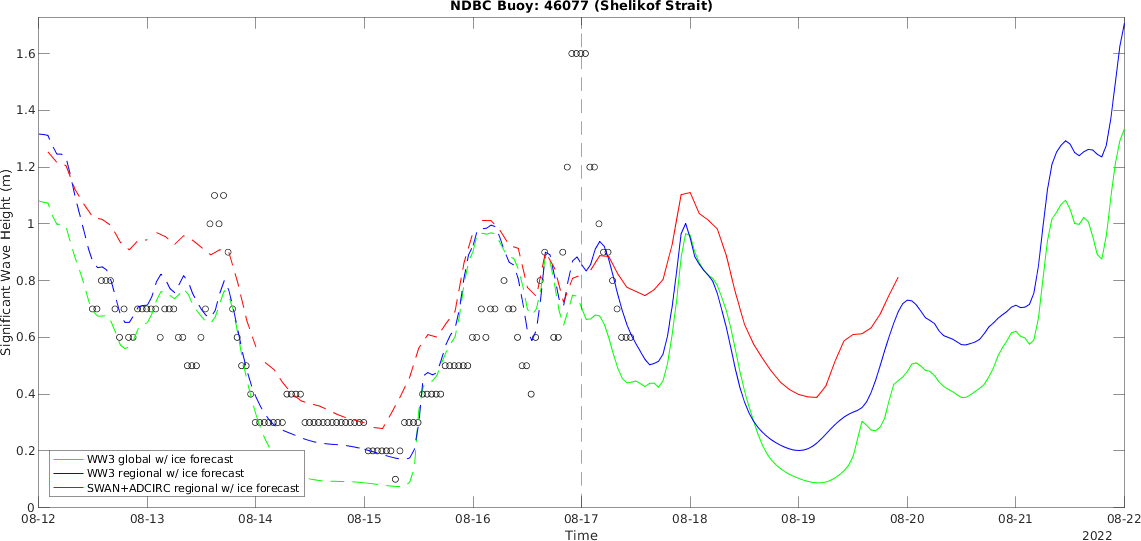 NDBC Buoy: 46077 (Shelikof Strait)
Significant Wave Height (m)
1.6
1.4
1.2
1
0.8
0.6
0.4
0.2
0
WW3 global w/ ice forecast
WW3 regional w/ ice forecast
SWAN+ADCIRC regional w/ ice forecast
08-12 08-13 08-14 08-15 08-16 08-17 08-18 08-19 08-20 08-21 08-22
Time
2022